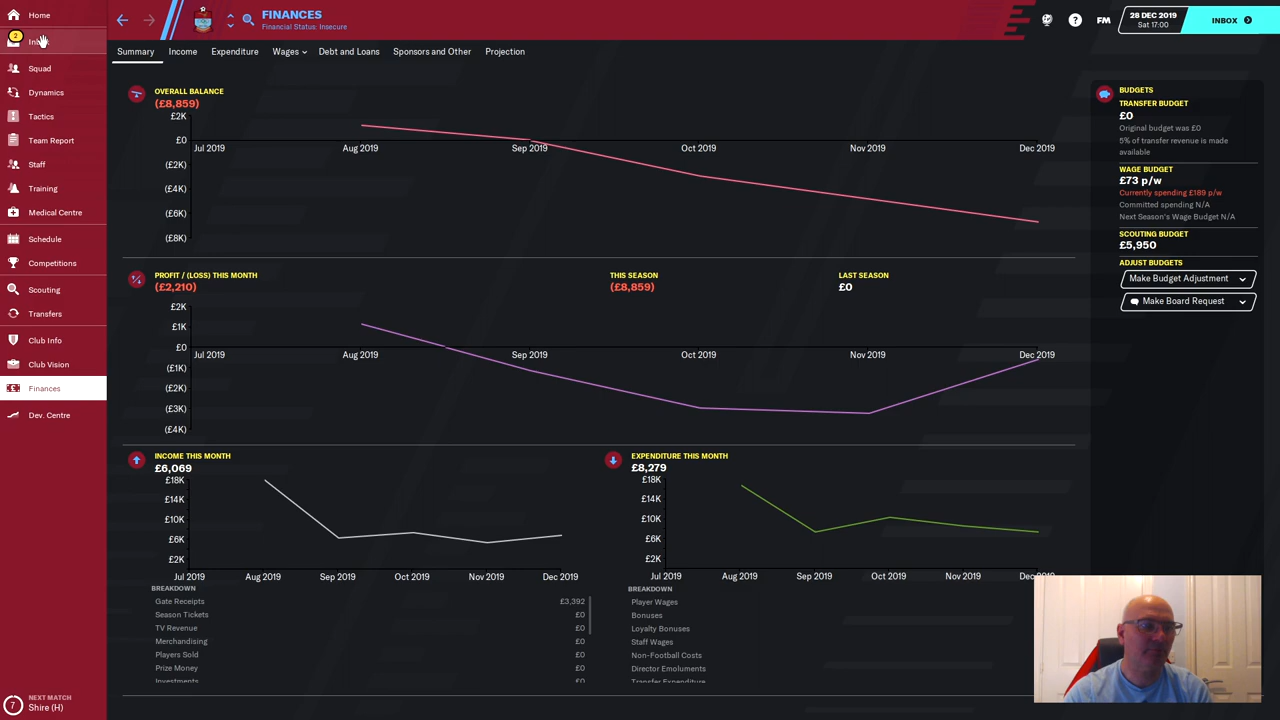 Home
2
Squad
Dynamics
Tactics
Team Report
Staff
Training
Medical Centre
Schedule
Competitions
Scouting
Transfers
Club Info
Club Vision
Finances
Dev. Centre
NEXT MATCH
7
Shire (H)
FINANCES
Financial Status: Insecure
FM
28 DEC 2019
Sat 17:00
INBOX
Summary Income Expenditure Wages Debt and Loans Sponsors and Other Projection
OVERALL BALANCE
(£8,859)
£2K
£0
(£2K)
(£4K)
(£6K)
(£8K)
Jul 2019 Aug 2019 Sep 2019 Oct 2019 Nov 2019 Dec 2019
PROFIT / (LOSS) THIS MONTH
(£2,210)
THIS SEASON
(£8,859)
LAST SEASON
£0
£2K
£1K
£0
(£1K)
(£2K)
(£3K)
(£4K)
Jul 2019 Aug 2019 Sep 2019 Oct 2019 Nov 2019 Dec 2019
INCOME THIS MONTH
£6,069
£18K
£14K
£10K
£6K
£2K
Jul 2019 Aug 2019 Sep 2019 Oct 2019 Nov 2019 Dec 2019
BREAKDOWN
Gate Receipts £3,392
Season Tickets £0
TV Revenue £0
Merchandising £0
Players Sold £0
Prize Money £0
Investments £0
EXPENDITURE THIS MONTH
£8,279
£18K
£14K
£10K
£6K
£2K
Jul 2019 Aug 2019 Sep 2019 Oct 2019 Nov 2019
BREAKDOWN
Player Wages
Bonuses
Loyalty Bonuses
Staff Wages
Non-Football Costs
Director Emoluments
Transfer Expenditure
BUDGETS
TRANSFER BUDGET
£0
Original budget was £0
5% of transfer revenue is made
available
WAGE BUDGET
£73 p/w
Currently spending £189 p/w
Committed spending N/A
Next Season's Wage Budget N/A
SCOUTING BUDGET
£5,950
ADJUST BUDGETS
Make Budget Adjustment
Make Board Request